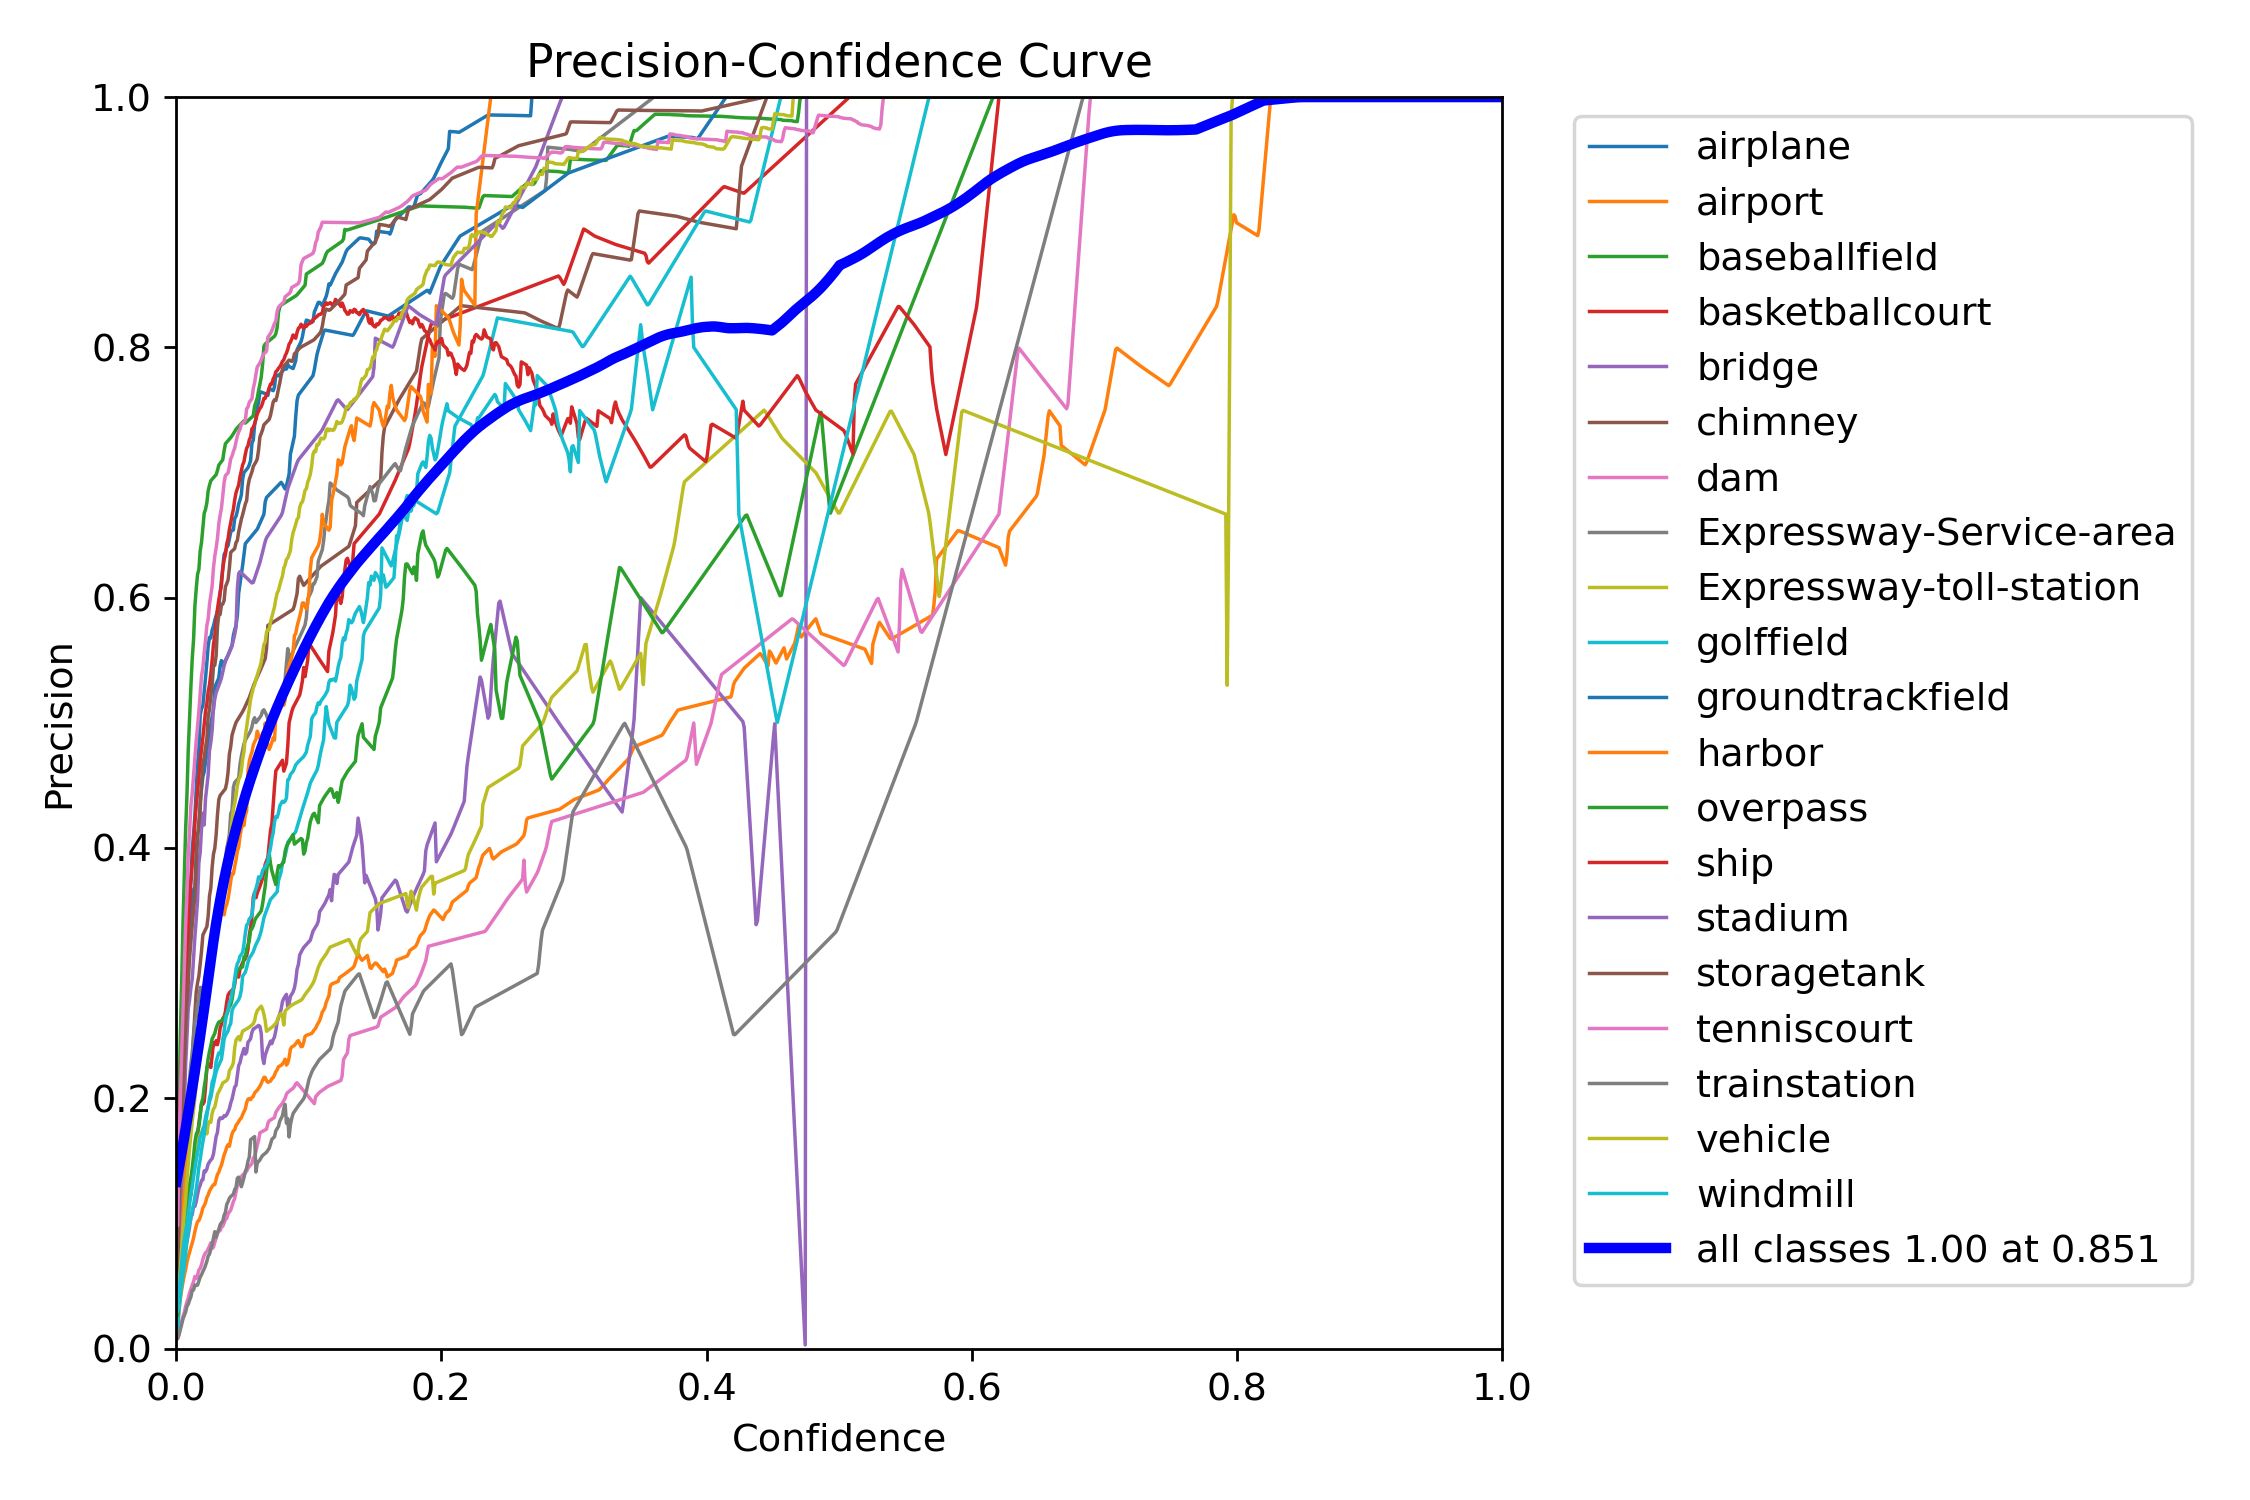 Precision-Confidence Curve
1.0
0.8
0.6
0.4
0.2
0.0
Precision
0.0 0.2 0.4 0.6 0.8 1.0
Confidence
airplane
airport
baseballfield
basketballcourt
bridge
chimney
dam
Expressway-Service-area
Expressway-toll-station
golffield
groundtrackfield
harbor
overpass
ship
stadium
storagetank
tenniscourt
trainstation
vehicle
windmill
all classes 1.00 at 0.851